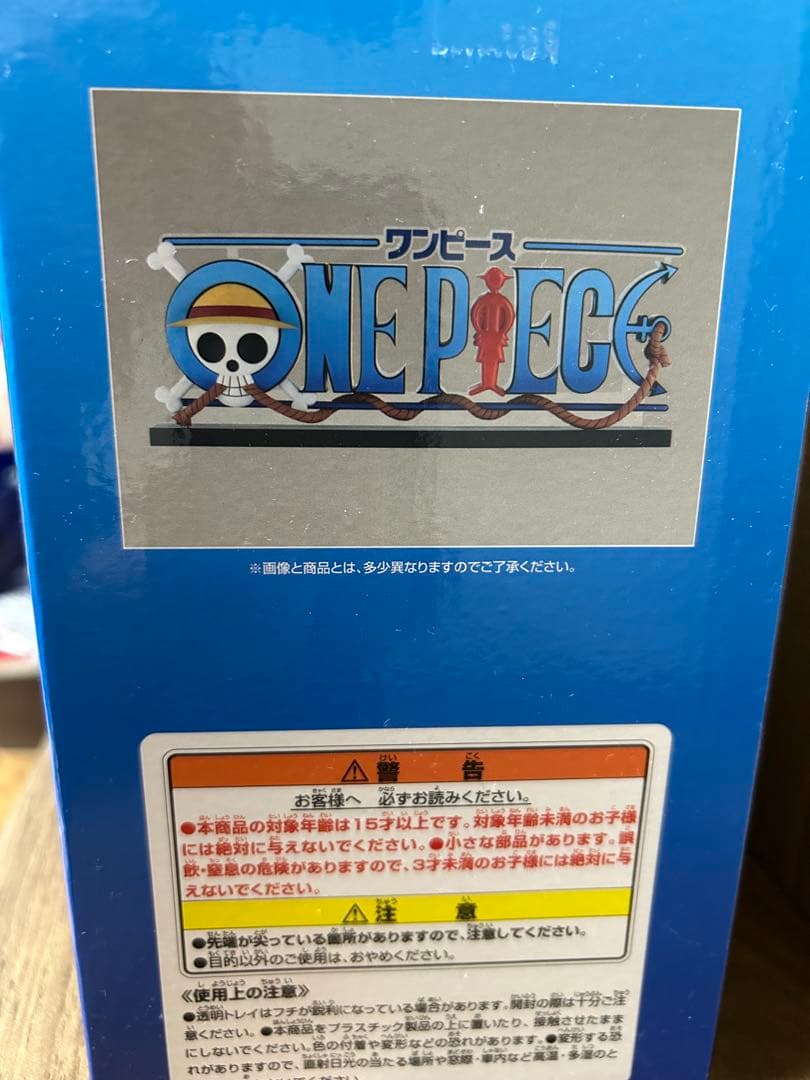 ワンピース
ONE PIECE
※画像と商品とは、多少異なりますのでご了承ください。
⚠警告
お客様へ 必ずお読みください。
●本商品の対象年齢は15才以上です。対象年齢未満のお子様
には絶対に与えないでください。●小さな部品があります。誤
飲・窒息の危険がありますので、3才未満のお子様には絶対に与
えないでください。
⚠注意
●先端が尖っている箇所がありますので、注意してください。
●目的以外のご使用は、おやめください。
《使用上の注意》
●透明トレイはフチが鋭利になっている場合があります。開封の際は十分ご注
意ください。●本商品をプラスチック製品の上に置いたり、接触させたまま
にしないでください。色の付着や変形などの恐れがあります。●変形する恐
れがありますので、直射日光の当たる場所や窓際・車内など高温・多湿のと